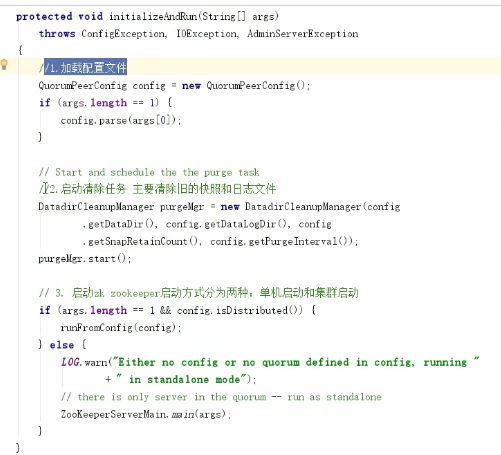 protected void initializeAndRun(String[] args)
throws ConfigException, IOException, AdminServerException
{
//1.加载配置文件
QuorumPeerConfig config = new QuorumPeerConfig();
if (args.length == 1) {
config.parse(args[0]);
}
// Start and schedule the the purge task
//2.启动清除任务 主要清除旧的快照和日志文件
DatadirCleanupManager purgeMgr = new DatadirCleanupManager(config
.getDataDir(), config.getDataLogDir(), config
.getSnapRetainCount(), config.getPurgeInterval());
purgeMgr.start();
// 3. 启动zk zookeeper启动方式分为两种：单机启动和集群启动
if (args.length == 1 && config.isDistributed()) {
runFromConfig(config);
} else {
LOG.warn("Either no config or no quorum defined in config, running "
+ " in standalone mode");
// there is only server in the quorum -- run as standalone
ZooKeeperServerMain.main(args);
}
}